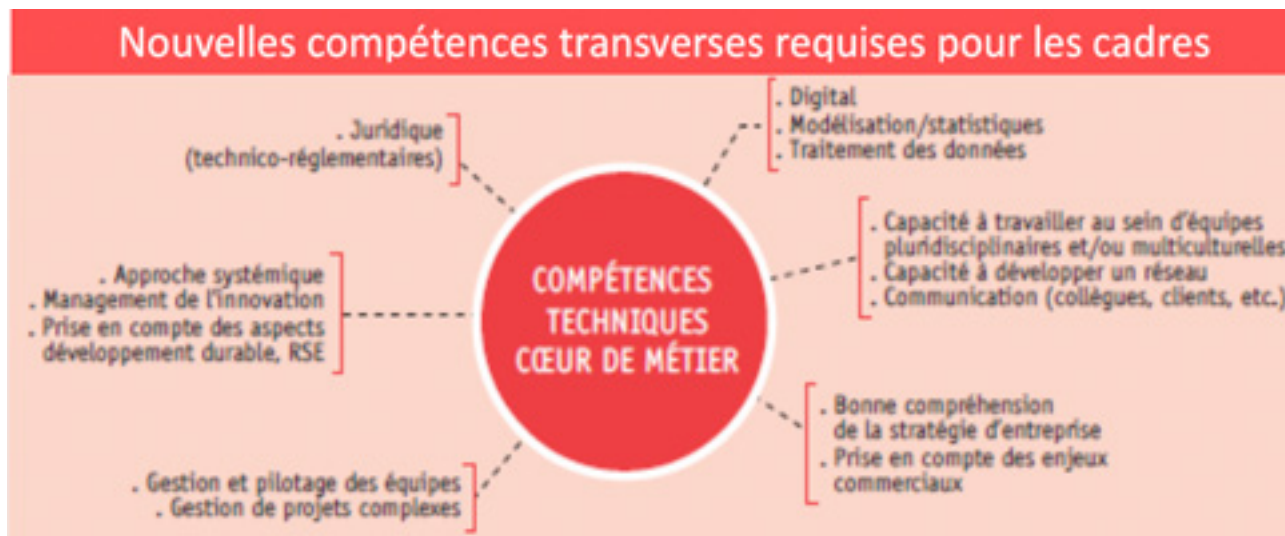 Nouvelles compétences transverses requises pour les cadres
. Juridique
(technico-réglementaires)
. Digital
. Modélisation/statistiques
. Traitement des données
. Approche systémique
. Management de l'innovation
. Prise en compte des aspects
développement durable, RSE
COMPÉTENCES
TECHNIQUES
CŒUR DE MÉTIER
. Capacité à travailler au sein d'équipes
pluridisciplinaires et/ou multiculturelles
. Capacité à développer un réseau
. Communication (collègues, clients, etc.)
. Gestion et pilotage des équipes
. Gestion de projets complexes
. Bonne compréhension
de la stratégie d'entreprise
. Prise en compte des enjeux
commerciaux